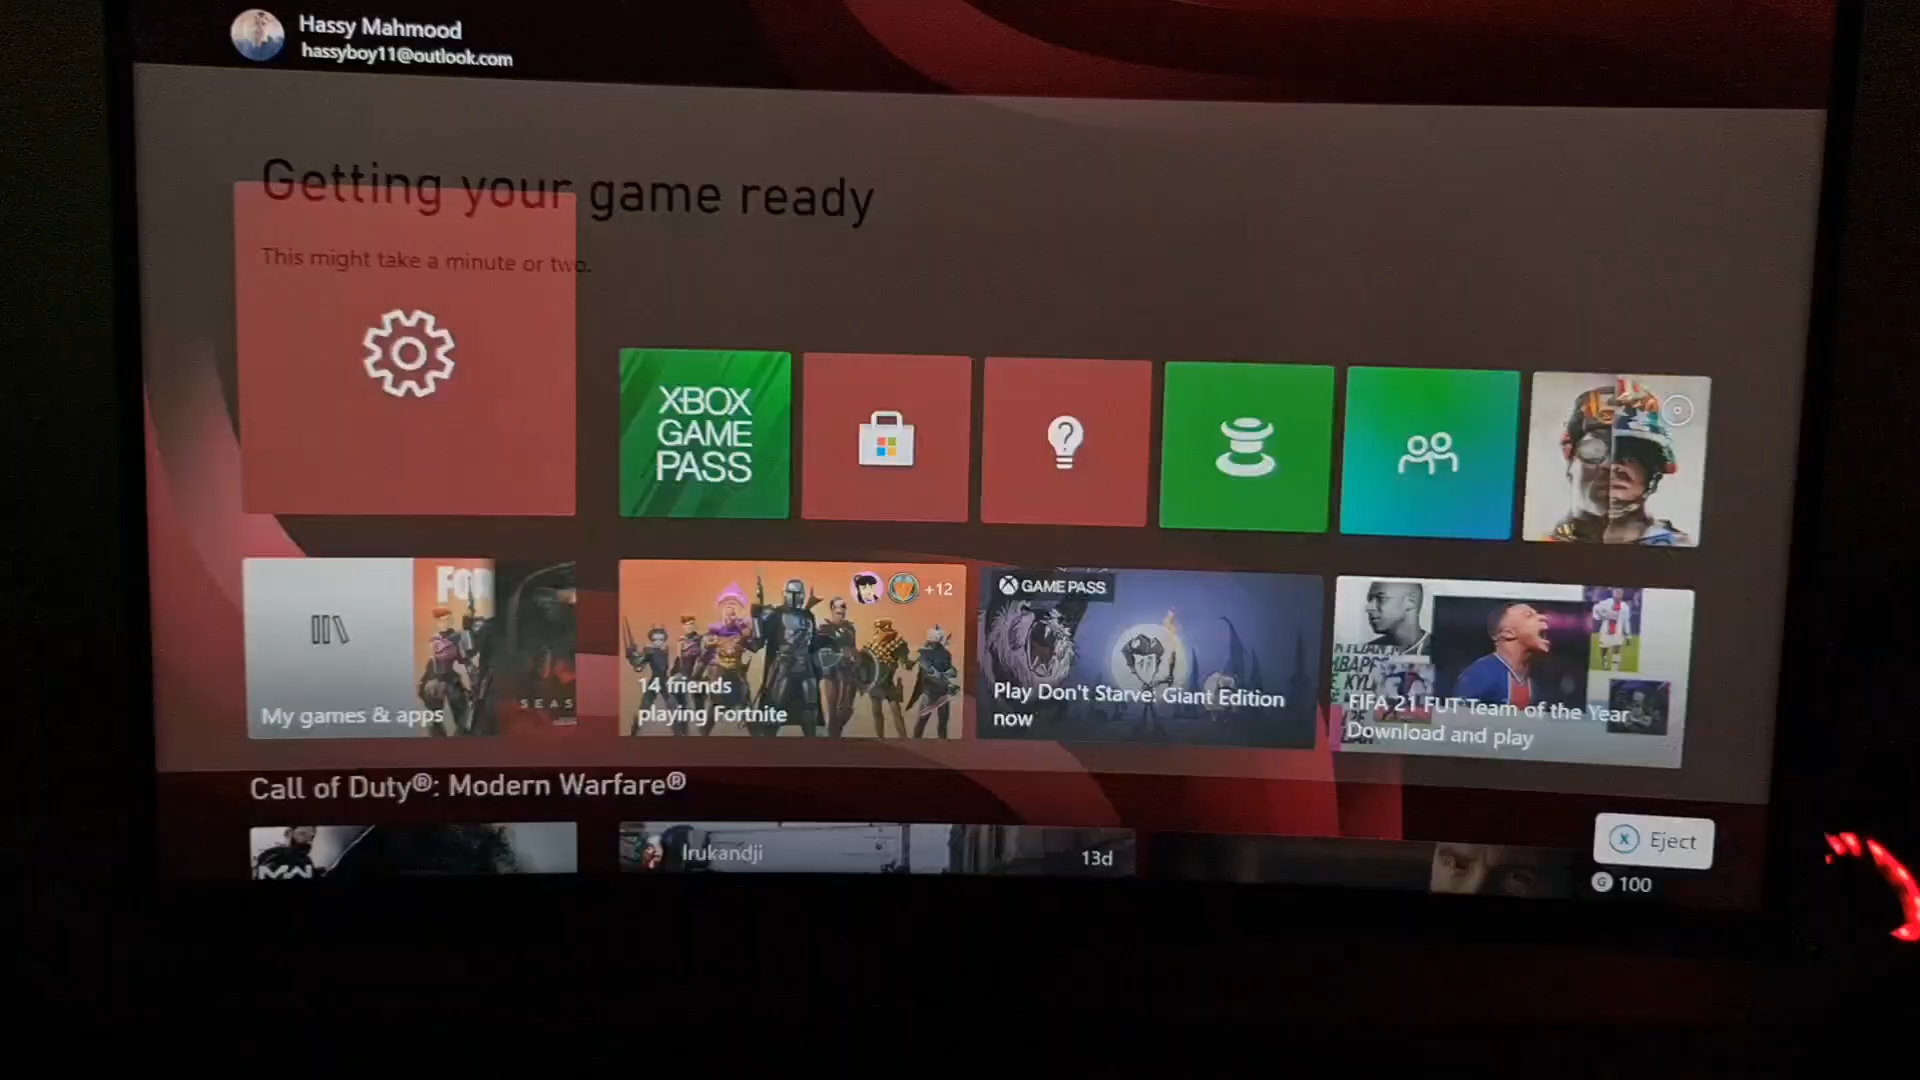 Hassy Mahmood
hassyboy11@outlook.com
Getting your game ready
This might take a minute or two.
XBOX
GAME
PASS
My games & apps
+12
14 friends
playing Fortnite
GAME PASS
Play Don't Starve: Giant Edition
now
FIFA 21 FUT Team of the Year
Download and play
Call of Duty®: Modern Warfare®
Irukandji
13d
X Eject
G 100